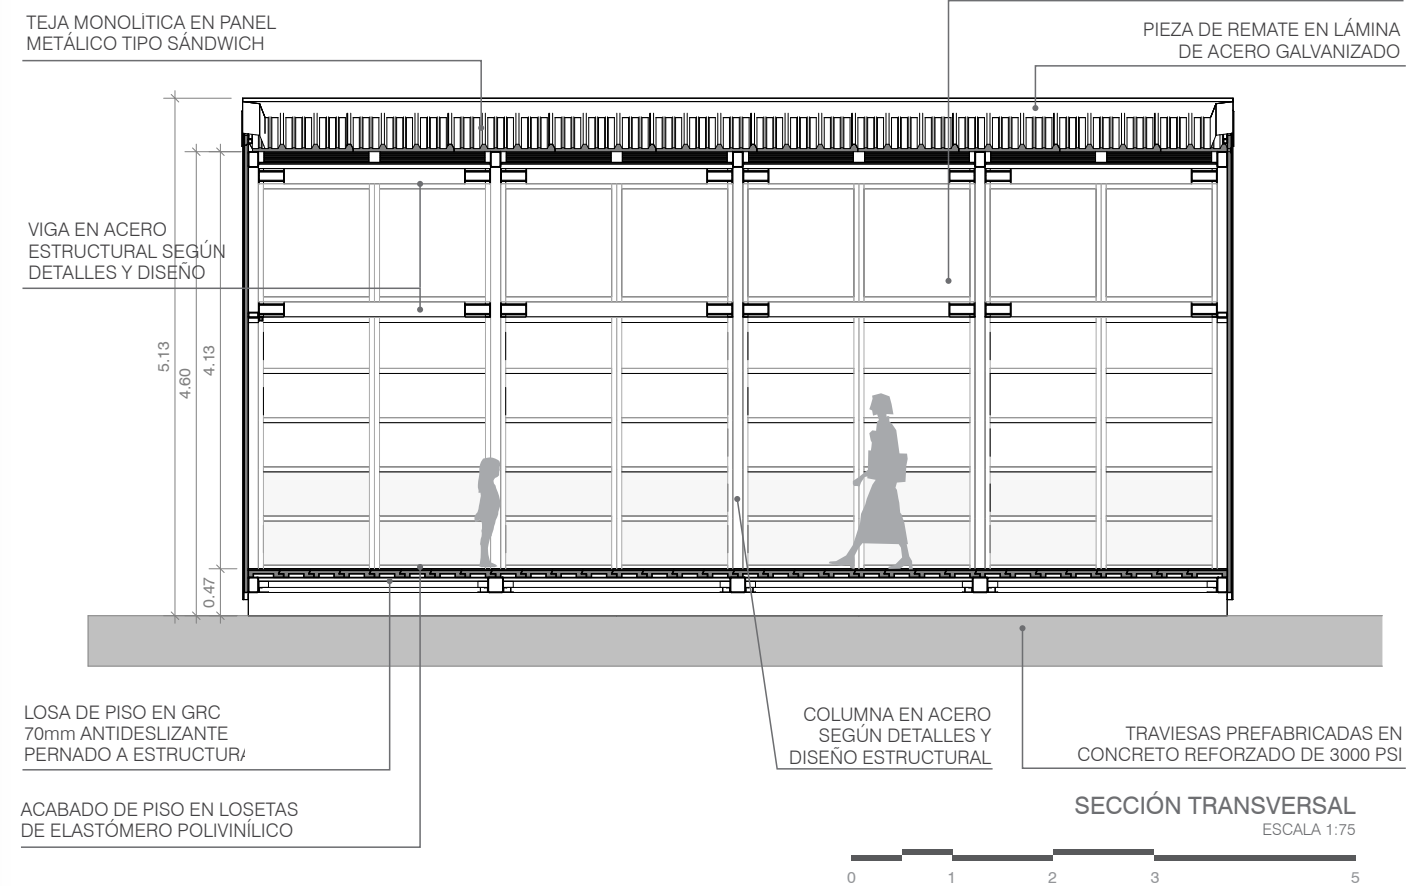 TEJA MONOLÍTICA EN PANEL
METÁLICO TIPO SÁNDWICH
PIEZA DE REMATE EN LÁMINA
DE ACERO GALVANIZADO
VIGA EN ACERO
ESTRUCTURAL SEGÚN
DETALLES Y DISEÑO
5.13
4.60
4.13
0.47
LOSA DE PISO EN GRC
70mm ANTIDESLIZANTE
PERNADO A ESTRUCTURA
ACABADO DE PISO EN LOSETAS
DE ELASTÓMERO POLIVINÍLICO
COLUMNA EN ACERO
SEGÚN DETALLES Y
DISEÑO ESTRUCTURAL
TRAVIESAS PREFABRICADAS EN
CONCRETO REFORZADO DE 3000 PSI
SECCIÓN TRANSVERSAL
ESCALA 1:75
0 1 2 3 5